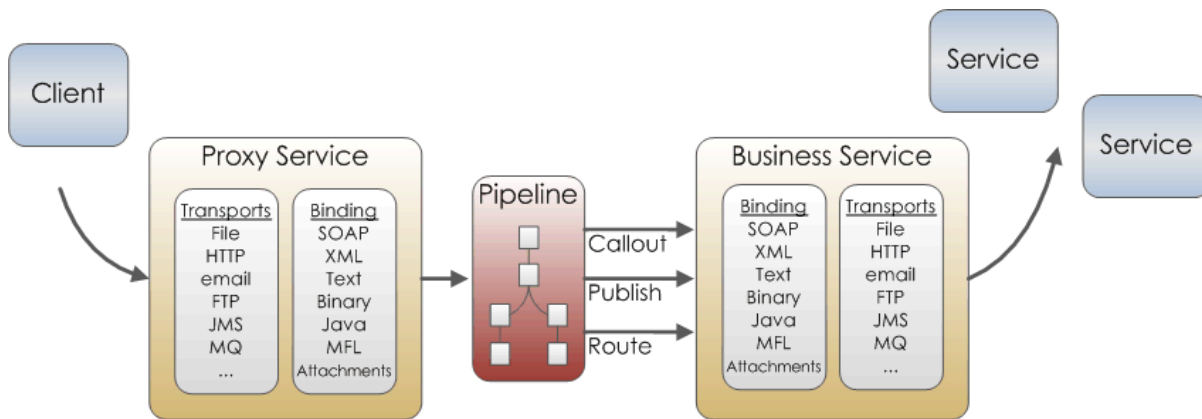 Client
Proxy Service
Transports
File
HTTP
email
FTP
JMS
MQ
...
Binding
SOAP
XML
Text
Binary
Java
MFL
Attachments
Pipeline
Callout
Publish
Route
Business Service
Binding
SOAP
XML
Text
Binary
Java
MFL
Attachments
Transports
File
HTTP
email
FTP
JMS
MQ
...
Service
Service